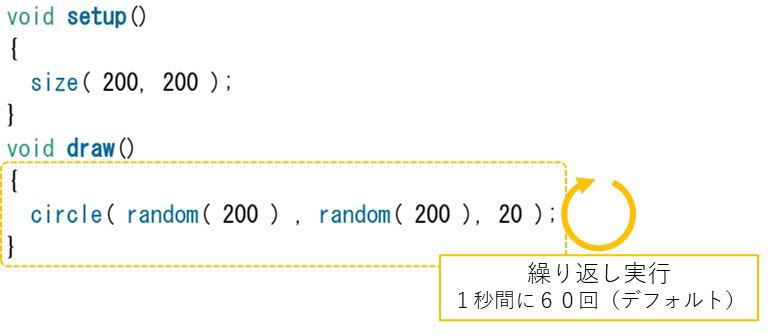 void setup()
{
size( 200, 200 );
}
void draw()
{
circle( random( 200 ) , random( 200 ), 20 );
}
繰り返し実行
１秒間に６０回（デフォルト）